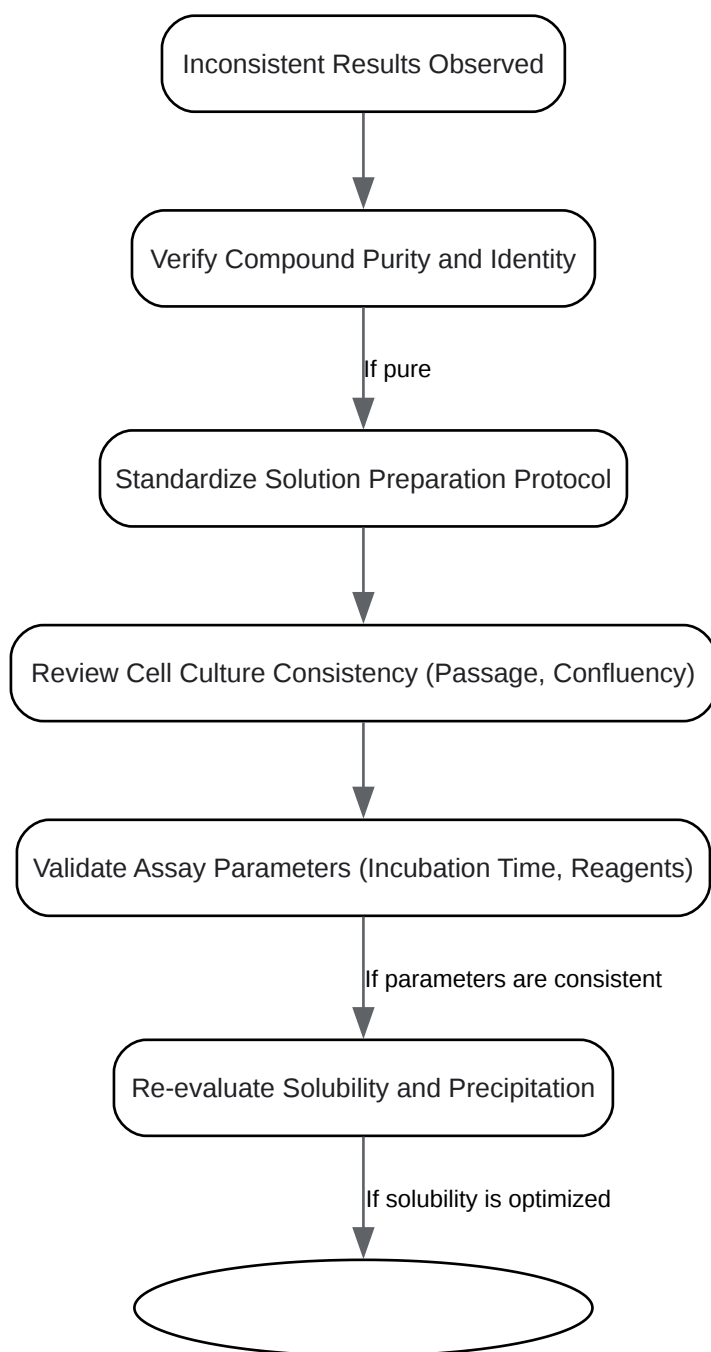 Inconsistent Results Observed
Verify Compound Purity and Identity
If pure
Standardize Solution Preparation Protocol
Review Cell Culture Consistency (Passage, Confluency)
Validate Assay Parameters (Incubation Time, Reagents)
If parameters are consistent
Re-evaluate Solubility and Precipitation
If solubility is optimized